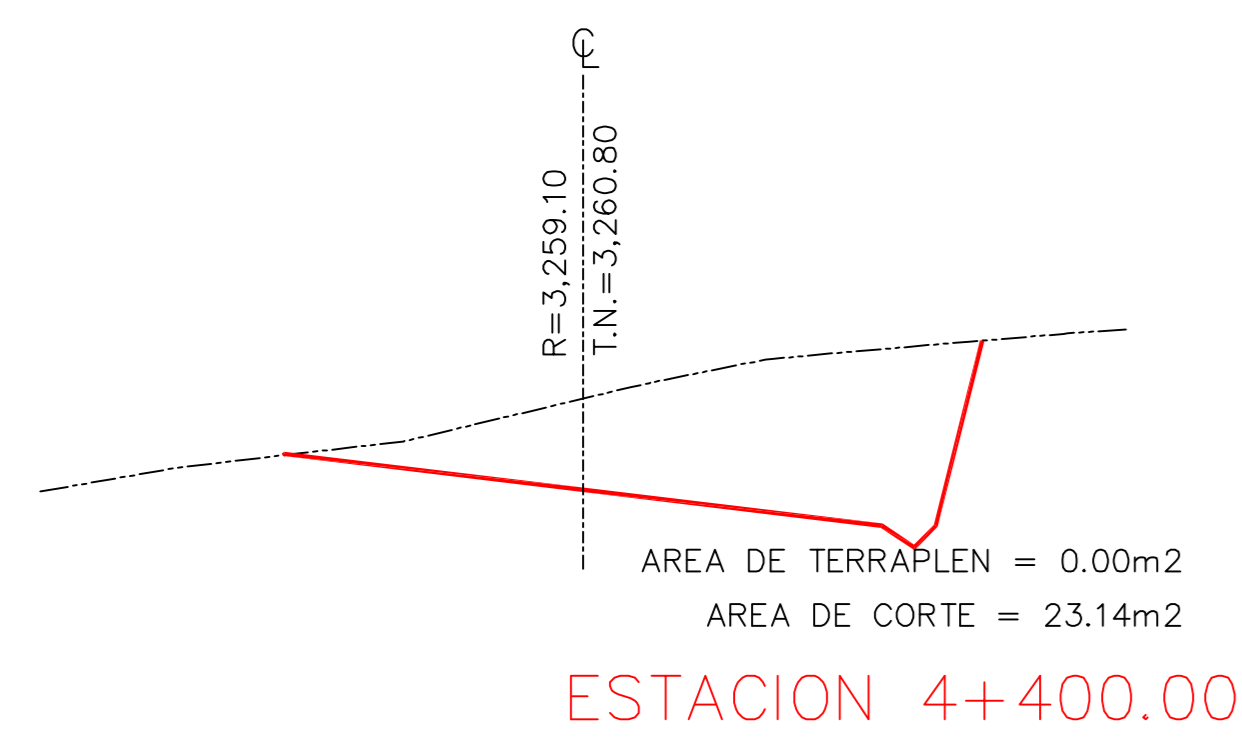 ℄
R=3,259.10
T.N.=3,260.80
AREA DE TERRAPLEN = 0.00m2
AREA DE CORTE = 23.14m2
ESTACION 4+400.00